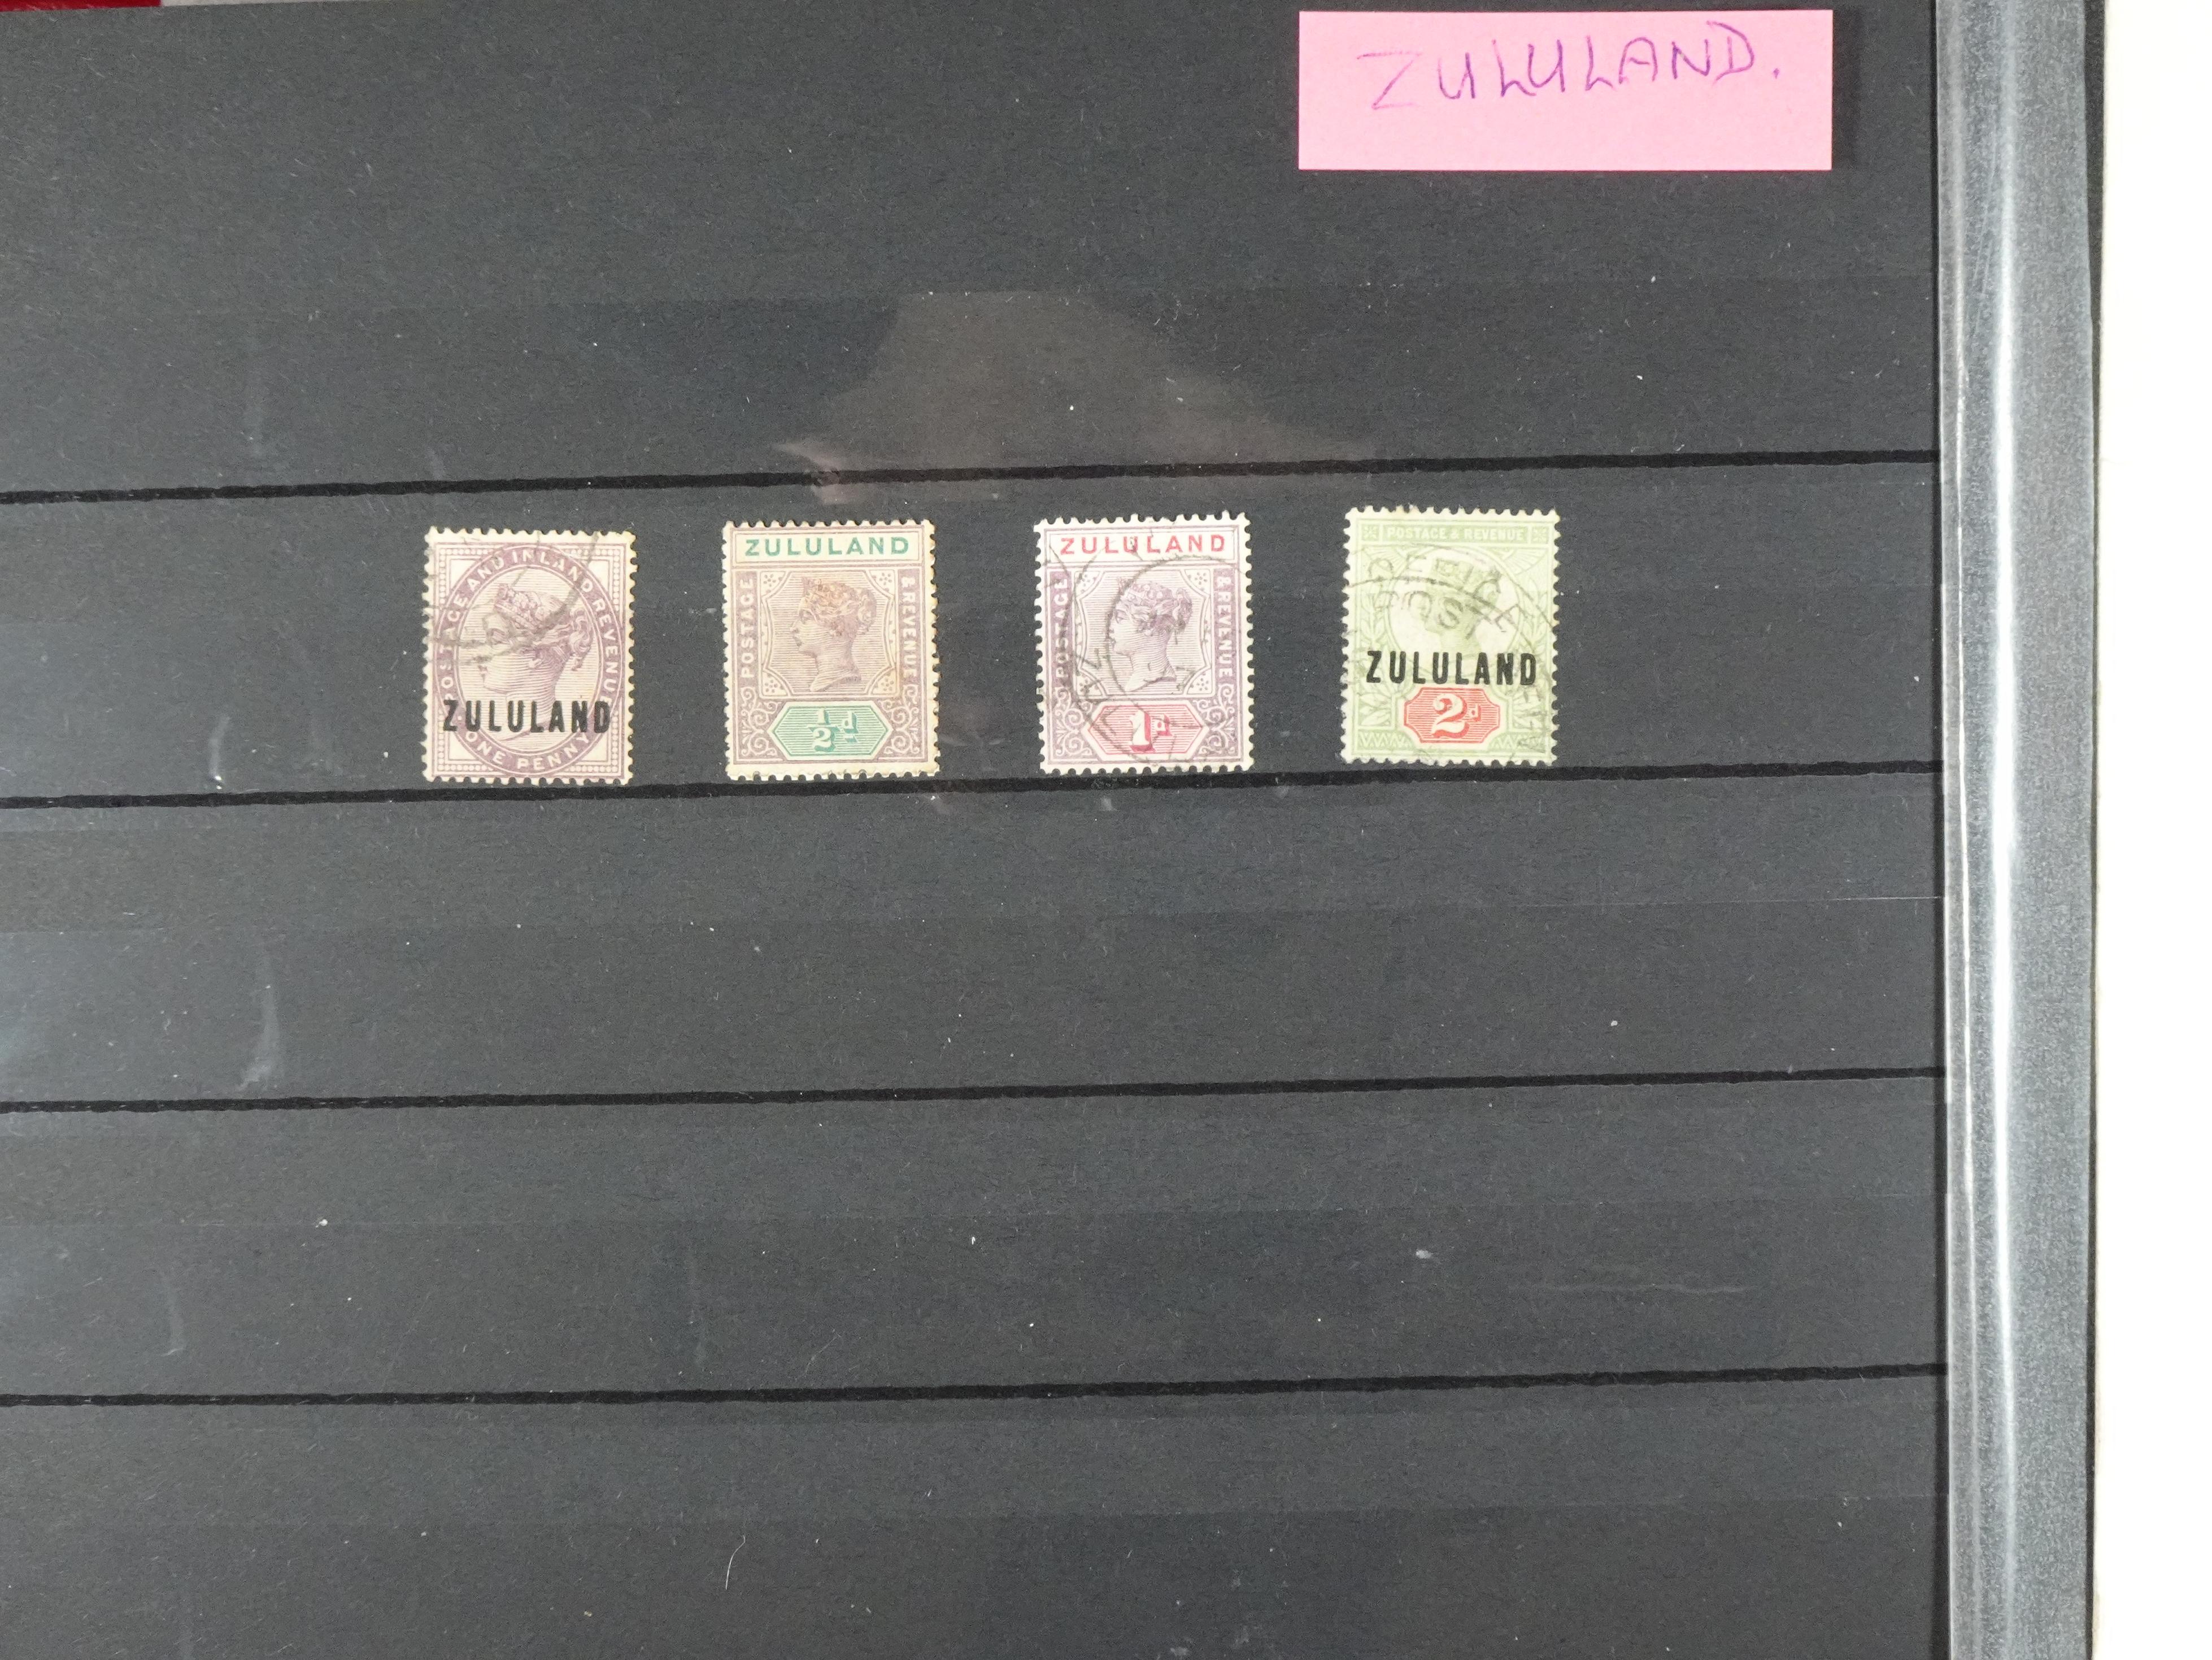 ZULULAND.
POSTAGE AND INLAND REVENUE
ZULULAND
ONE PENNY
ZULULAND
POSTAGE
& REVENUE
½d
ZULULAND
POSTAGE
& REVENUE
1d
POSTAGE & REVENUE
POST
ZULULAND
2d